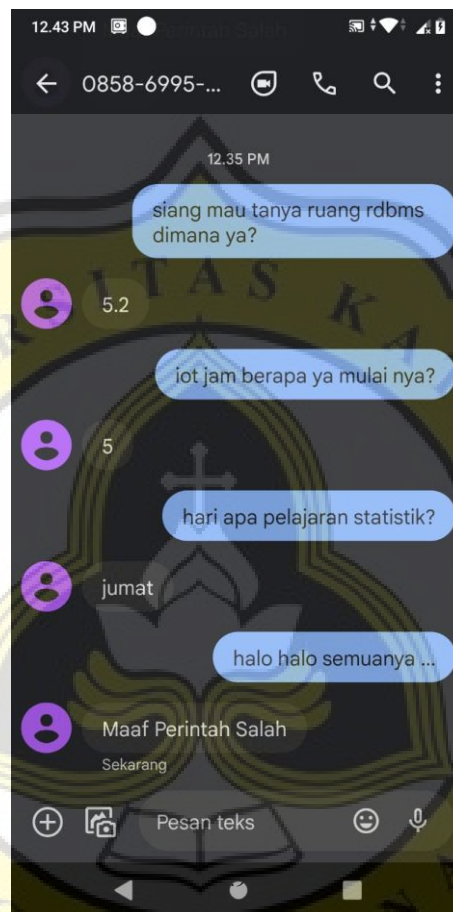 12.43 PM
0858-6995-...
12.35 PM
siang mau tanya ruang rdbms
dimana ya?
5.2
iot jam berapa ya mulai nya?
5
hari apa pelajaran statistik?
jumat
halo halo semuanya ...
Maaf Perintah Salah
Sekarang
Pesan teks